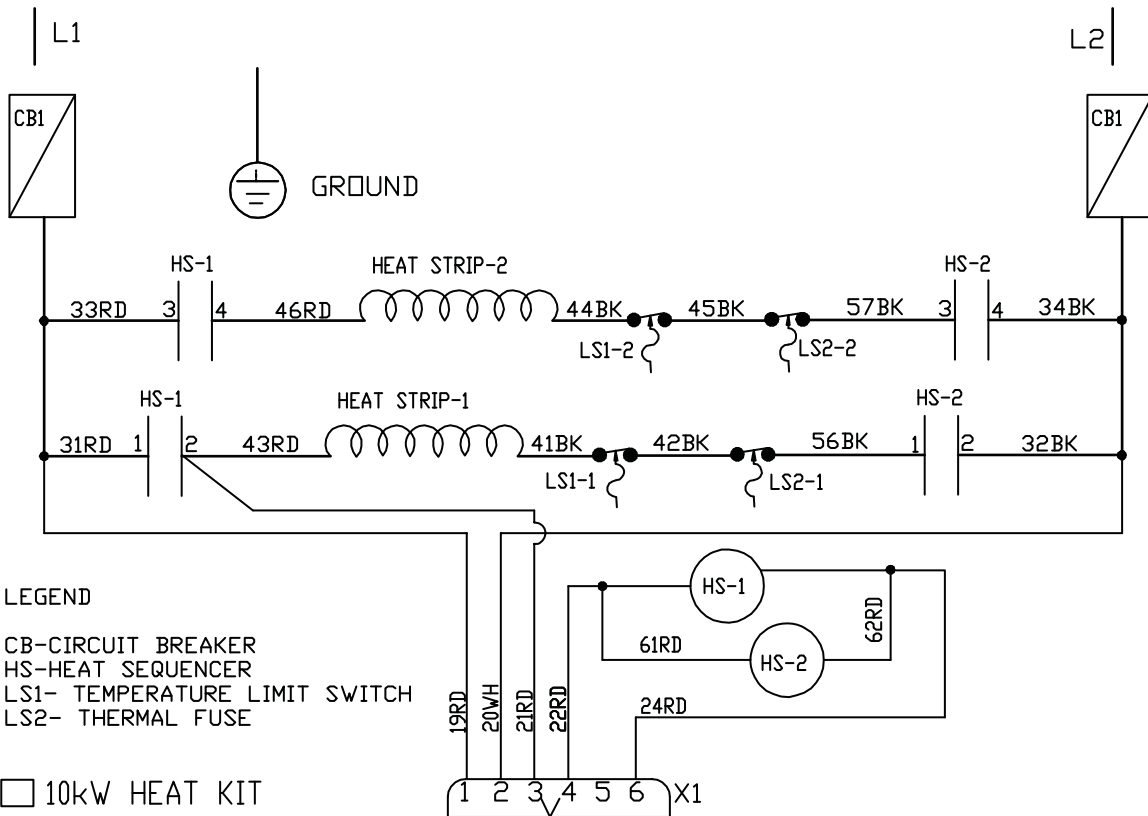 L1
L2
CB1
CB1
GROUND
HS-1
HEAT STRIP-2
HS-2
33RD
3
4
46RD
44BK
45BK
57BK
3
4
34BK
LS1-2
LS2-2
HS-1
HEAT STRIP-1
HS-2
31RD
1
2
43RD
41BK
42BK
56BK
1
2
32BK
LS1-1
LS2-1
HS-1
61RD
HS-2
62RD
24RD
LEGEND
CB-CIRCUIT BREAKER
HS-HEAT SEQUENCER
LS1- TEMPERATURE LIMIT SWITCH
LS2- THERMAL FUSE
19RD
20WH
21RD
22RD
10kW HEAT KIT
1 2 3 4 5 6
X1